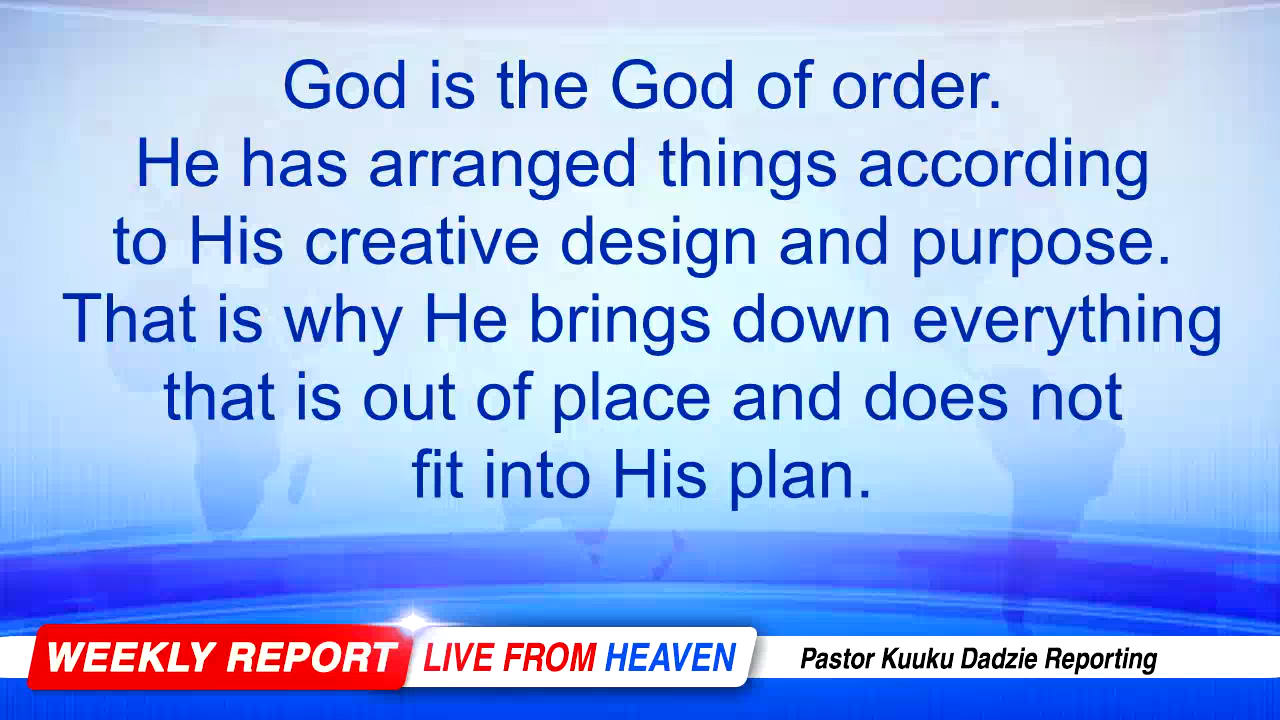 God is the God of order.
He has arranged things according
to His creative design and purpose.
That is why He brings down everything
that is out of place and does not
fit into His plan.
WEEKLY REPORT LIVE FROM HEAVEN Pastor Kuuku Dadzie Reporting